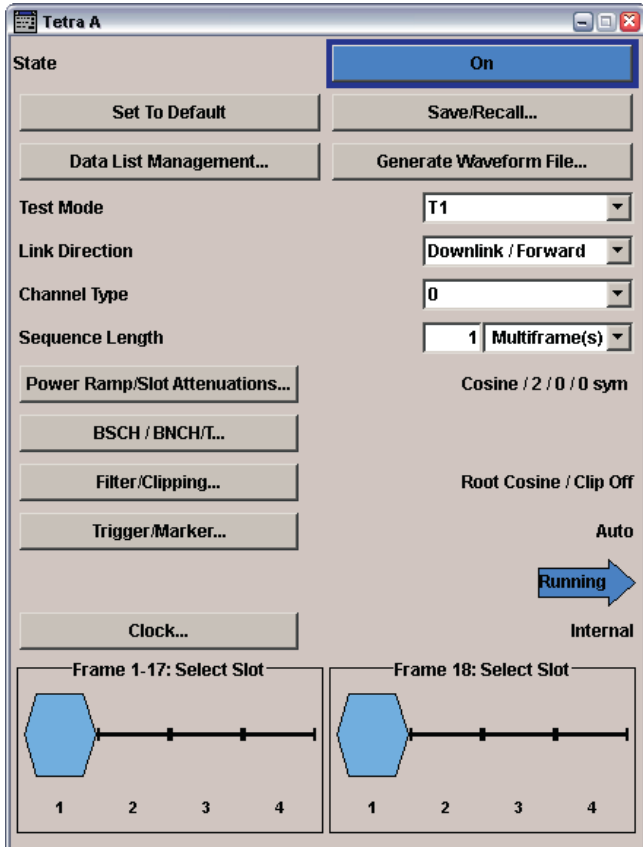 Tetra A
State On
Set To Default Save/Recall...
Data List Management... Generate Waveform File...
Test Mode T1
Link Direction Downlink / Forward
Channel Type 0
Sequence Length 1 Multiframe(s)
Power Ramp/Slot Attenuations... Cosine / 2 / 0 / 0 sym
BSCH / BNCH/T...
Filter/Clipping... Root Cosine / Clip Off
Trigger/Marker... Auto
Running
Clock... Internal
Frame 1-17: Select Slot Frame 18: Select Slot
1 2 3 4 1 2 3 4